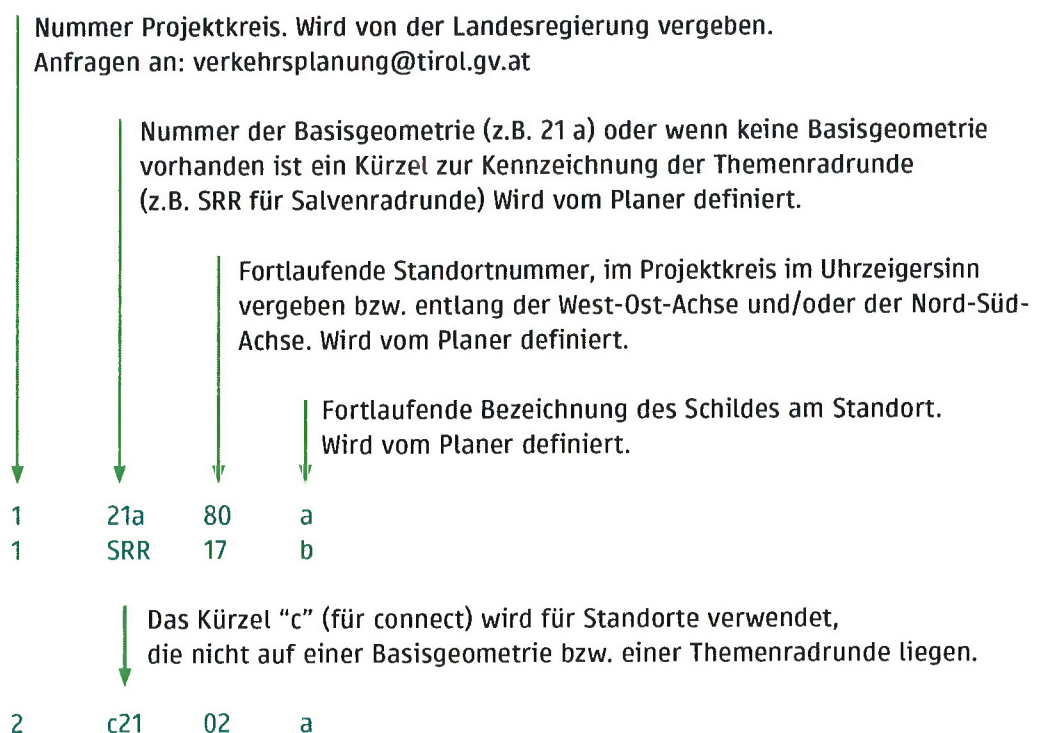 Nummer Projektkreis. Wird von der Landesregierung vergeben.
Anfragen an: verkehrsplanung@tirol.gv.at
Nummer der Basisgeometrie (z.B. 21 a) oder wenn keine Basisgeometrie
vorhanden ist ein Kürzel zur Kennzeichnung der Themenradrunde
(z.B. SRR für Salvenradrunde) Wird vom Planer definiert.
Fortlaufende Standortnummer, im Projektkreis im Uhrzeigersinn
vergeben bzw. entlang der West-Ost-Achse und/oder der Nord-Süd-
Achse. Wird vom Planer definiert.
Fortlaufende Bezeichnung des Schildes am Standort.
Wird vom Planer definiert.
1 21a 80 a
1 SRR 17 b
Das Kürzel “c” (für connect) wird für Standorte verwendet,
die nicht auf einer Basisgeometrie bzw. einer Themenradrunde liegen.
2 c21 02 a